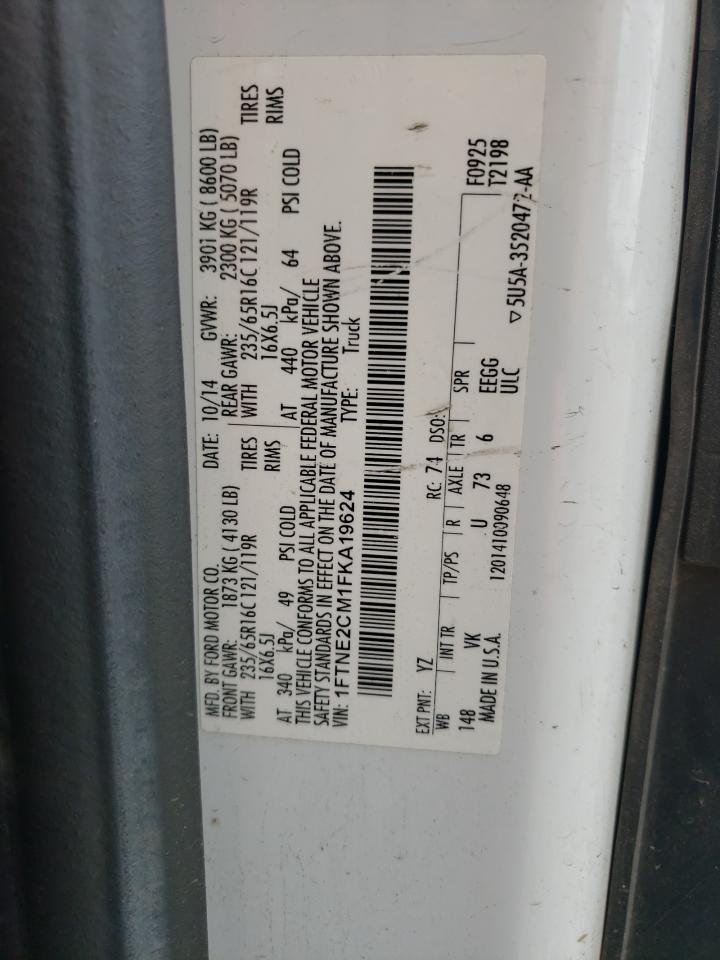 MFD. BY FORD MOTOR CO. DATE: 10/14 GVWR: 3901 KG ( 8600 LB)
FRONT GAWR: 1873 KG ( 4130 LB) REAR GAWR: 2300 KG ( 5070 LB)
WITH 235/65R16C 121/119R TIRES WITH 235/65R16C 121/119R TIRES
16X6.5J RIMS 16X6.5J RIMS
AT 340 kPa/ 49 PSI COLD AT 440 kPa/ 64 PSI COLD
THIS VEHICLE CONFORMS TO ALL APPLICABLE FEDERAL MOTOR VEHICLE
SAFETY STANDARDS IN EFFECT ON THE DATE OF MANUFACTURE SHOWN ABOVE.
VIN: 1FTNE2CM1FKA19624 TYPE: Truck
EXT PNT: YZ RC: 74 DSO: F0925
WB INT TR TP/PS R AXLE TR SPR T2198
148 VK U 73 6 EEGG
MADE IN U.S.A. 1201410090648 ULC ▽5U5A-3520472-AA